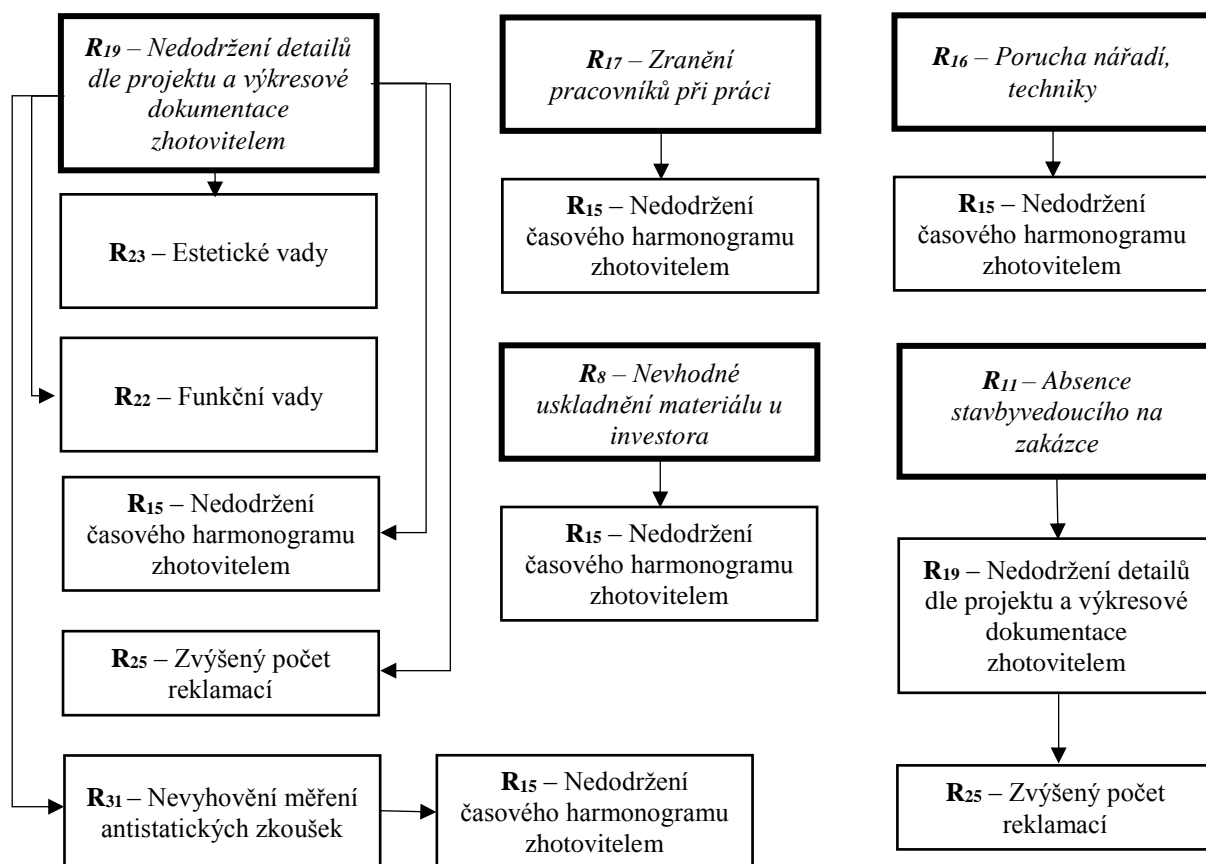 R19 – Nedodržení detailů
dle projektu a výkresové
dokumentace
zhotovitelem
R23 – Estetické vady
R22 – Funkční vady
R15 – Nedodržení
časového harmonogramu
zhotovitelem
R25 – Zvýšený počet
reklamací
R31 – Nevyhovění měření
antistatických zkoušek
R15 – Nedodržení
časového harmonogramu
zhotovitelem
R17 – Zranění
pracovníků při práci
R15 – Nedodržení
časového harmonogramu
zhotovitelem
R8 – Nevhodné
uskladnění materiálu u
investora
R15 – Nedodržení
časového harmonogramu
zhotovitelem
R16 – Porucha nářadí,
techniky
R15 – Nedodržení
časového harmonogramu
zhotovitelem
R11 – Absence
stavbyvedoucího na
zakázce
R19 – Nedodržení detailů
dle projektu a výkresové
dokumentace
zhotovitelem
R25 – Zvýšený počet
reklamací